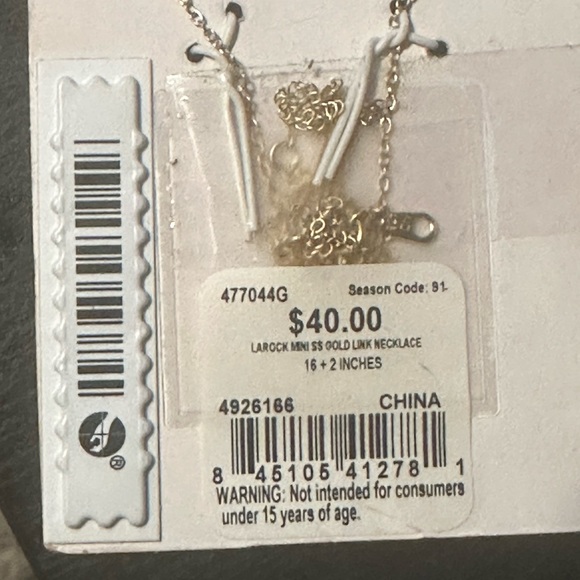 477044G Season Code: 91-
$40.00
LAROCK MINI SS GOLD LINK NECKLACE
16 + 2 INCHES
4926166 CHINA
8 45105 41278 1
WARNING: Not intended for consumers
under 15 years of age.
®